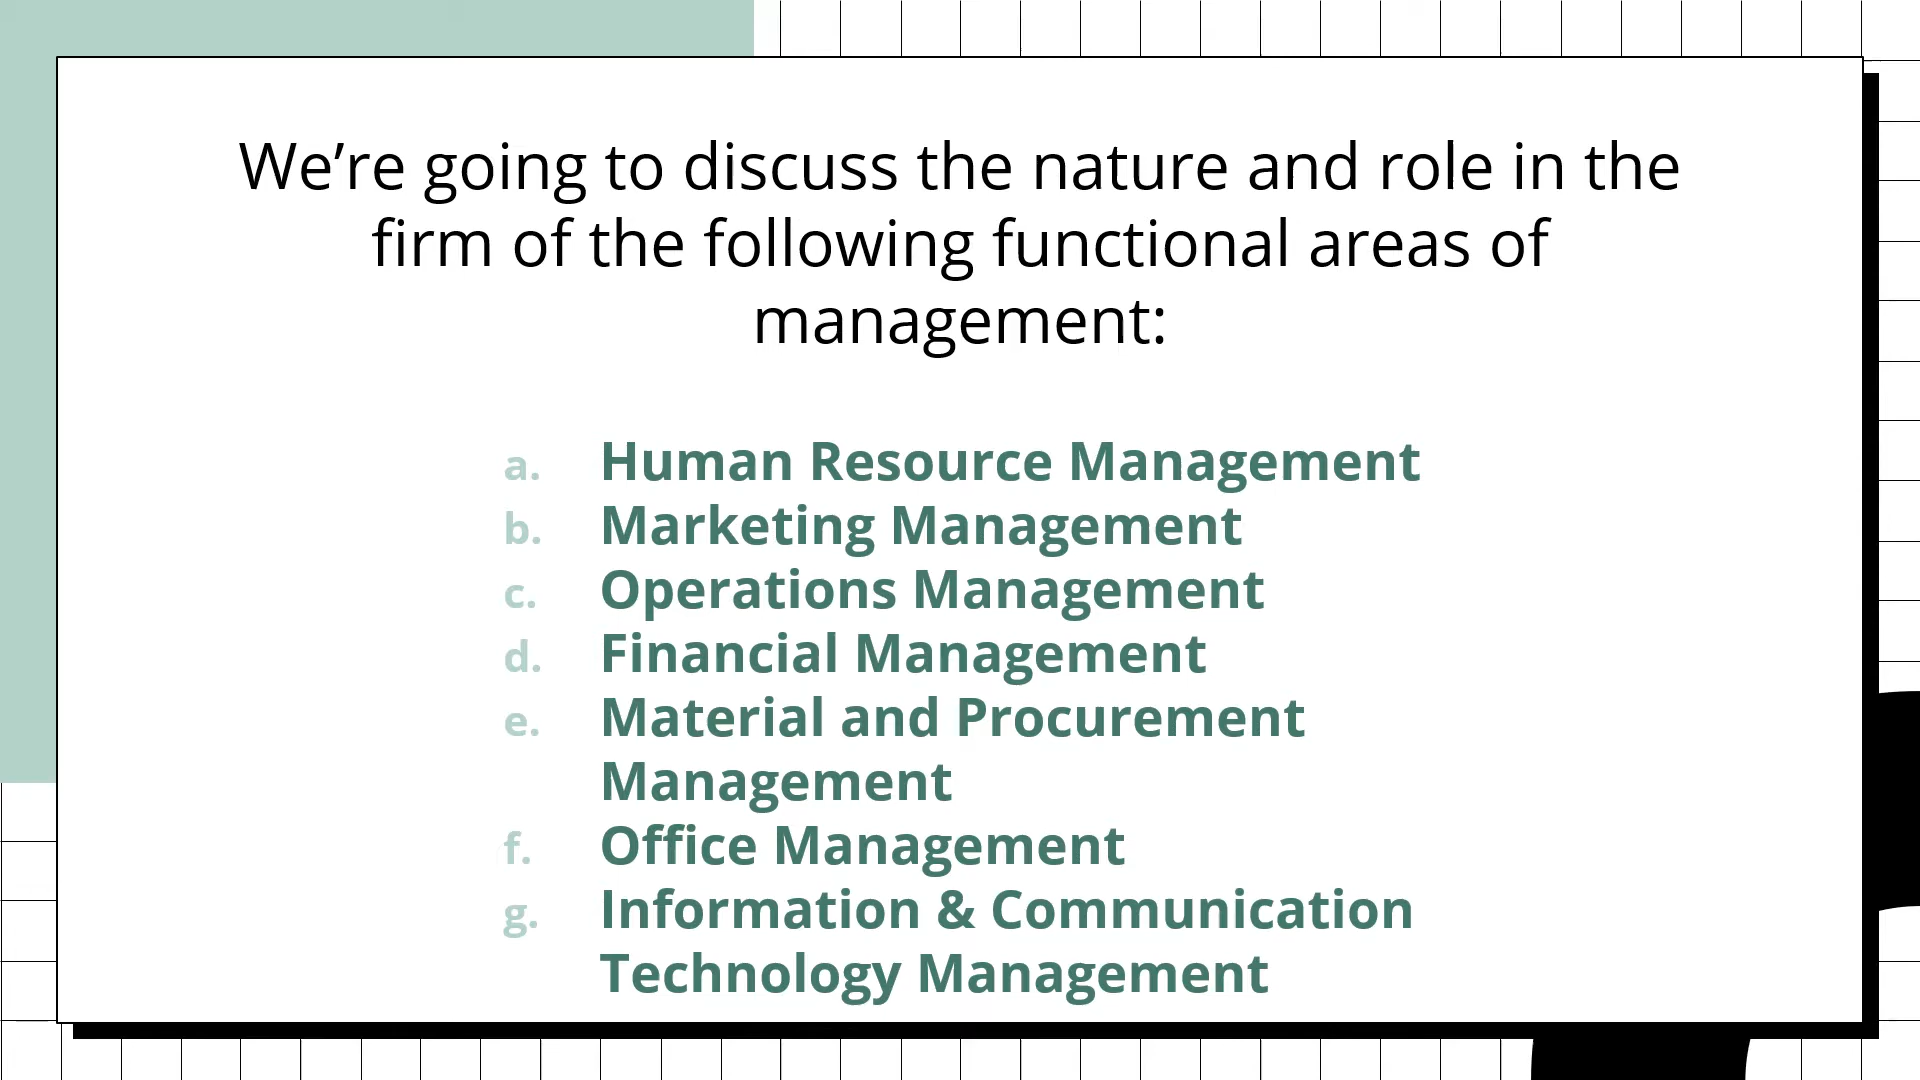 We’re going to discuss the nature and role in the
firm of the following functional areas of
management:
a. Human Resource Management
b. Marketing Management
c. Operations Management
d. Financial Management
e. Material and Procurement
Management
f. Office Management
g. Information & Communication
Technology Management